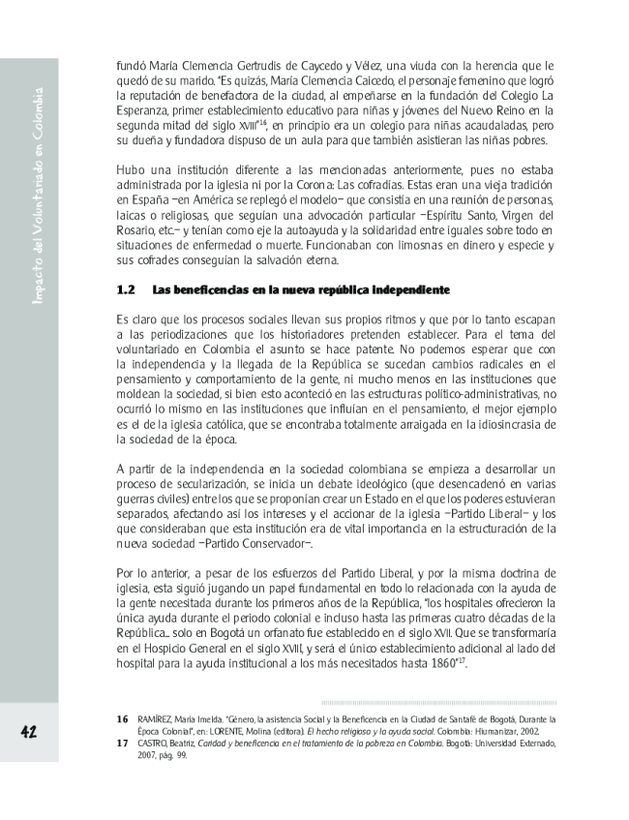 Impacto del Voluntariado en Colombia
fundó María Clemencia Gertrudis de Caycedo y Vélez, una viuda con la herencia que le
quedó de su marido. "Es quizás, María Clemencia Caicedo, el personaje femenino que logró
la reputación de benefactora de la ciudad, al empeñarse en la fundación del Colegio La
Esperanza, primer establecimiento educativo para niñas y jóvenes del Nuevo Reino en la
segunda mitad del siglo XVIII"16, en principio era un colegio para niñas acaudaladas, pero
su dueña y fundadora dispuso de un aula para que también asistieran las niñas pobres.
Hubo una institución diferente a las mencionadas anteriormente, pues no estaba
administrada por la iglesia ni por la Corona: Las cofradías. Estas eran una vieja tradición
en España –en América se replegó el modelo– que consistía en una reunión de personas,
laicas o religiosas, que seguían una advocación particular –Espíritu Santo, Virgen del
Rosario, etc.– y tenían como eje la autoayuda y la solidaridad entre iguales sobre todo en
situaciones de enfermedad o muerte. Funcionaban con limosnas en dinero y especie y
sus cofrades conseguían la salvación eterna.
1.2 Las beneficencias en la nueva república independiente
Es claro que los procesos sociales llevan sus propios ritmos y que por lo tanto escapan
a las periodizaciones que los historiadores pretenden establecer. Para el tema del
voluntariado en Colombia el asunto se hace patente. No podemos esperar que con
la independencia y la llegada de la República se sucedan cambios radicales en el
pensamiento y comportamiento de la gente, ni mucho menos en las instituciones que
moldean la sociedad, si bien esto aconteció en las estructuras político-administrativas, no
ocurrió lo mismo en las instituciones que influían en el pensamiento, el mejor ejemplo
es el de la iglesia católica, que se encontraba totalmente arraigada en la idiosincrasia de
la sociedad de la época.
A partir de la independencia en la sociedad colombiana se empieza a desarrollar un
proceso de secularización, se inicia un debate ideológico (que desencadenó en varias
guerras civiles) entre los que se proponían crear un Estado en el que los poderes estuvieran
separados, afectando así los intereses y el accionar de la iglesia –Partido Liberal– y los
que consideraban que esta institución era de vital importancia en la estructuración de la
nueva sociedad –Partido Conservador–.
Por lo anterior, a pesar de los esfuerzos del Partido Liberal, y por la misma doctrina de
iglesia, esta siguió jugando un papel fundamental en todo lo relacionado con la ayuda de
la gente necesitada durante los primeros años de la República, "los hospitales ofrecieron la
única ayuda durante el periodo colonial e incluso hasta las primeras cuatro décadas de la
República... solo en Bogotá un orfanato fue establecido en el siglo XVII. Que se transformaría
en el Hospicio General en el siglo XVIII, y será el único establecimiento adicional al lado del
hospital para la ayuda institucional a los más necesitados hasta 1860"17.
42
16 RAMÍREZ, María Imelda. "Género, la asistencia Social y la Beneficencia en la Ciudad de Santafé de Bogotá, Durante la
Época Colonial", en: LORENTE, Molina (editora). El hecho religioso y la ayuda social. Colombia: Hiumanizar, 2002.
17 CASTRO, Beatriz, Caridad y beneficencia en el tratamiento de la pobreza en Colombia. Bogotá: Universidad Externado,
2007, pág. 99.